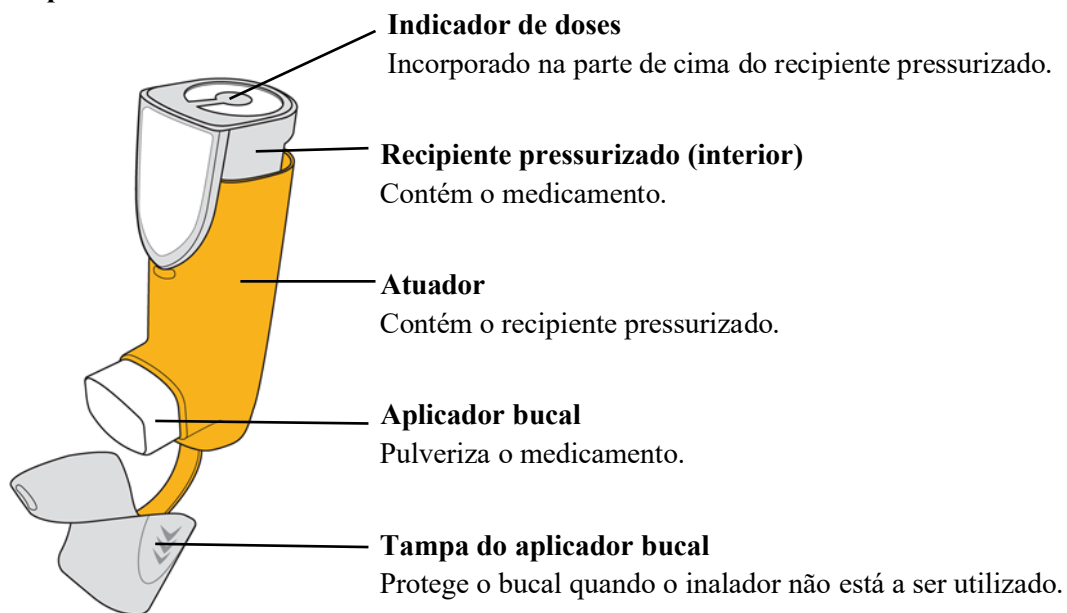 Indicador de doses
Incorporado na parte de cima do recipiente pressurizado.
Recipiente pressurizado (interior)
Contém o medicamento.
Atuador
Contém o recipiente pressurizado.
Aplicador bucal
Pulveriza o medicamento.
Tampa do aplicador bucal
Protege o bucal quando o inalador não está a ser utilizado.